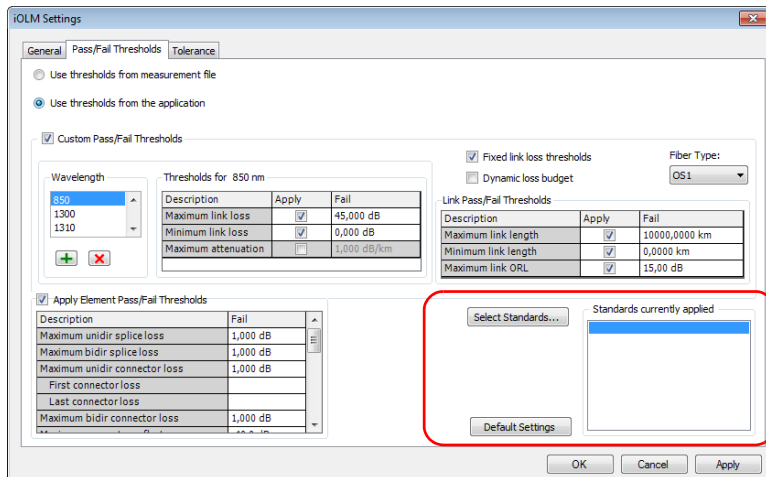 iOLM Settings
General Pass/Fail Thresholds Tolerance
Use thresholds from measurement file
Use thresholds from the application
Custom Pass/Fail Thresholds
Wavelength
850
1300
1310
Thresholds for 850 nm
Description Apply Fail
Maximum link loss 45,000 dB
Minimum link loss 0,000 dB
Maximum attenuation 1,000 dB/km
Fixed link loss thresholds
Dynamic loss budget
Fiber Type:
OS1
Link Pass/Fail Thresholds
Description Apply Fail
Maximum link length 10000,0000 km
Minimum link length 0,0000 km
Maximum link ORL 15,00 dB
Apply Element Pass/Fail Thresholds
Description Fail
Maximum unidir splice loss 1,000 dB
Maximum bidir splice loss 1,000 dB
Maximum unidir connector loss 1,000 dB
First connector loss
Last connector loss
Maximum bidir connector loss 1,000 dB
Select Standards...
Standards currently applied
Default Settings
OK Cancel Apply